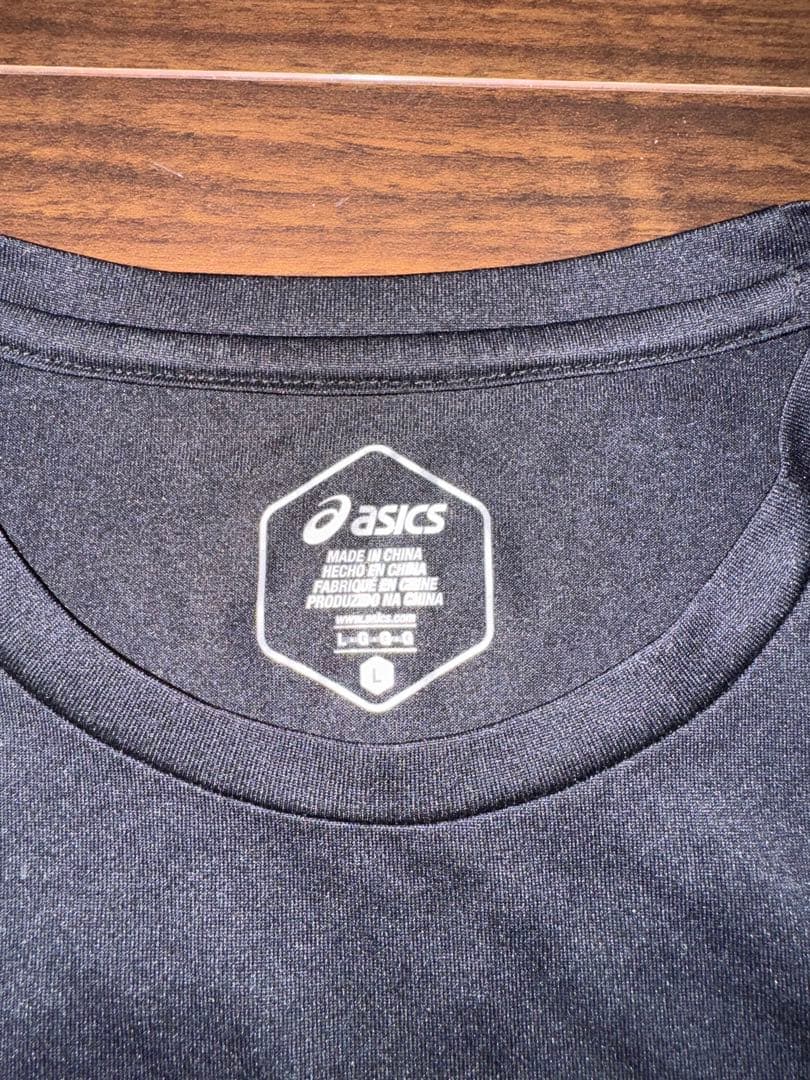 asics
MADE IN CHINA
HECHO EN CHINA
FABRIQUÉ EN CHINE
PRODUZIDO NA CHINA
www.asics.com
L-G-G-G
L